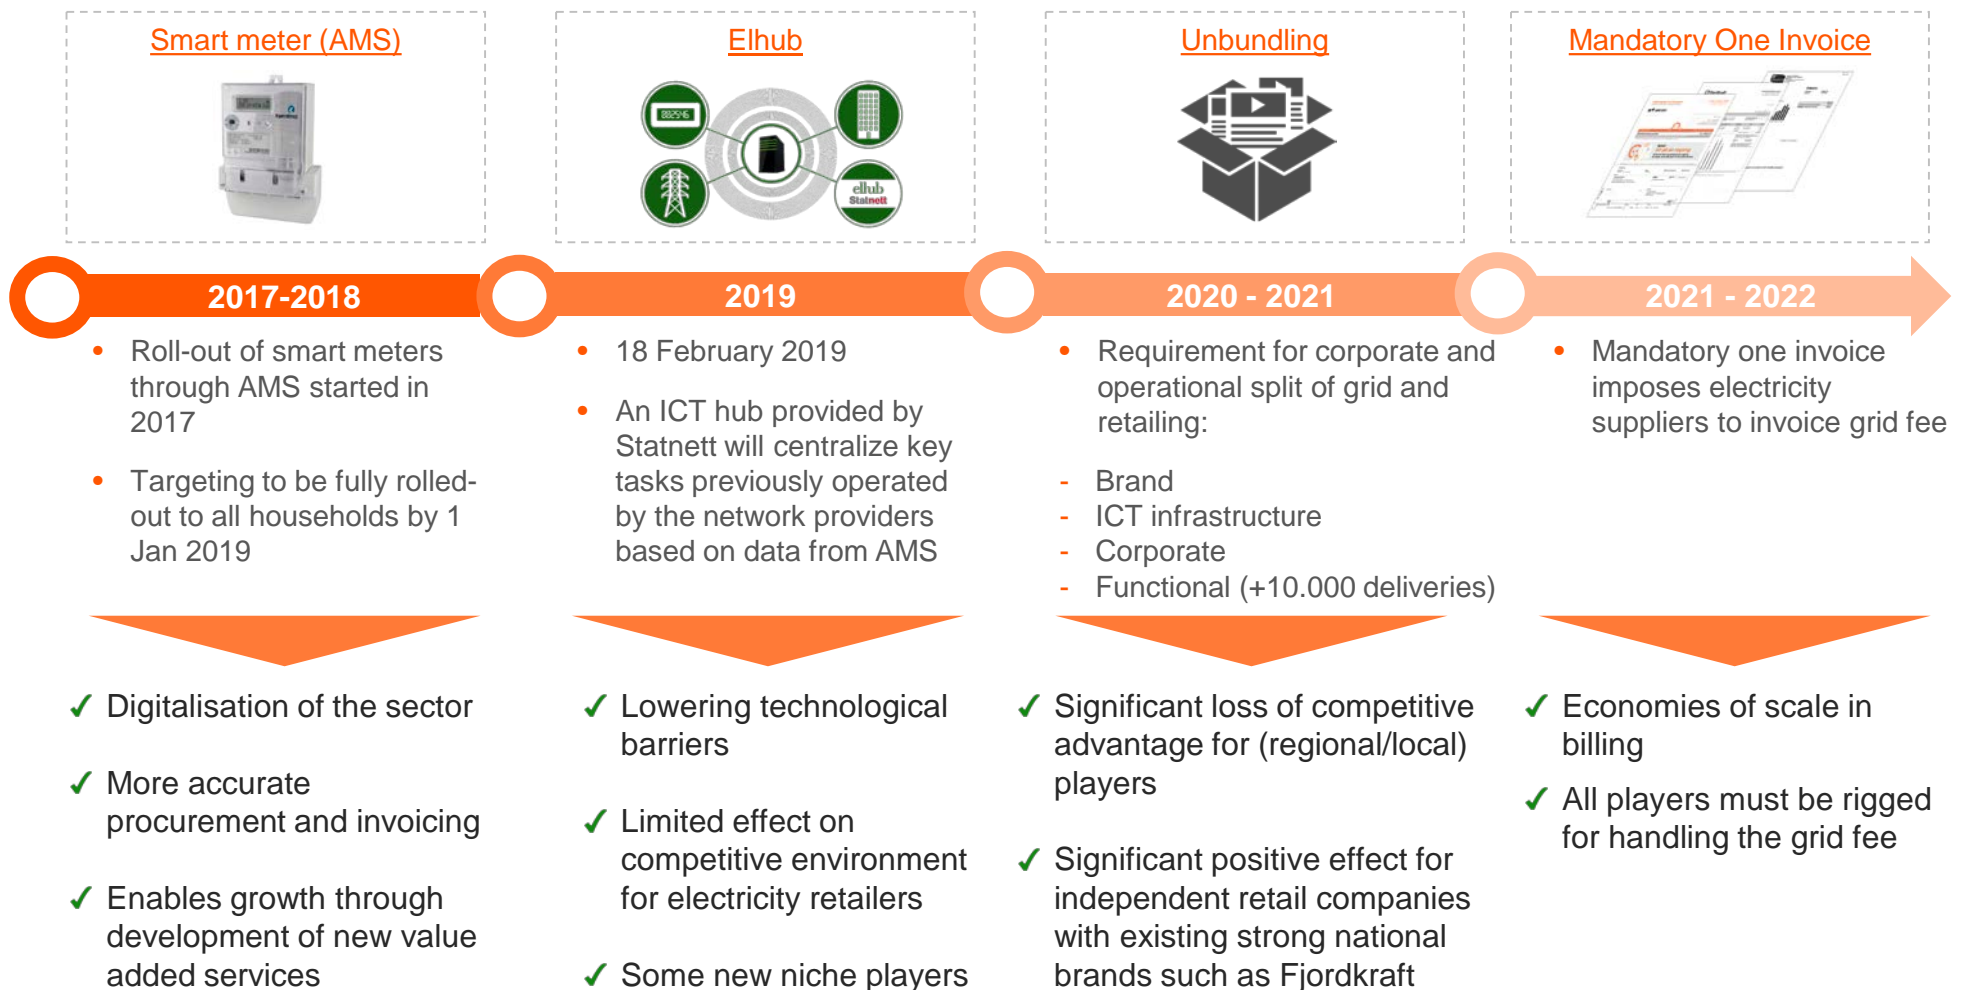 Smart meter (AMS)
Elhub
Unbundling
Mandatory One Invoice
elhub
Statnett
2017-2018
2019
2020 - 2021
2021 - 2022
• Roll-out of smart meters
through AMS started in
2017
• Targeting to be fully rolled-
out to all households by 1
Jan 2019
• 18 February 2019
• An ICT hub provided by
Statnett will centralize key
tasks previously operated
by the network providers
based on data from AMS
• Requirement for corporate and
operational split of grid and
retailing:
- Brand
- ICT infrastructure
- Corporate
- Functional (+10.000 deliveries)
• Mandatory one invoice
imposes electricity
suppliers to invoice grid fee
✓ Digitalisation of the sector
✓ More accurate
procurement and invoicing
✓ Enables growth through
development of new value
added services
✓ Lowering technological
barriers
✓ Limited effect on
competitive environment
for electricity retailers
✓ Some new niche players
✓ Significant loss of competitive
advantage for (regional/local)
players
✓ Significant positive effect for
independent retail companies
with existing strong national
brands such as Fjordkraft
✓ Economies of scale in
billing
✓ All players must be rigged
for handling the grid fee